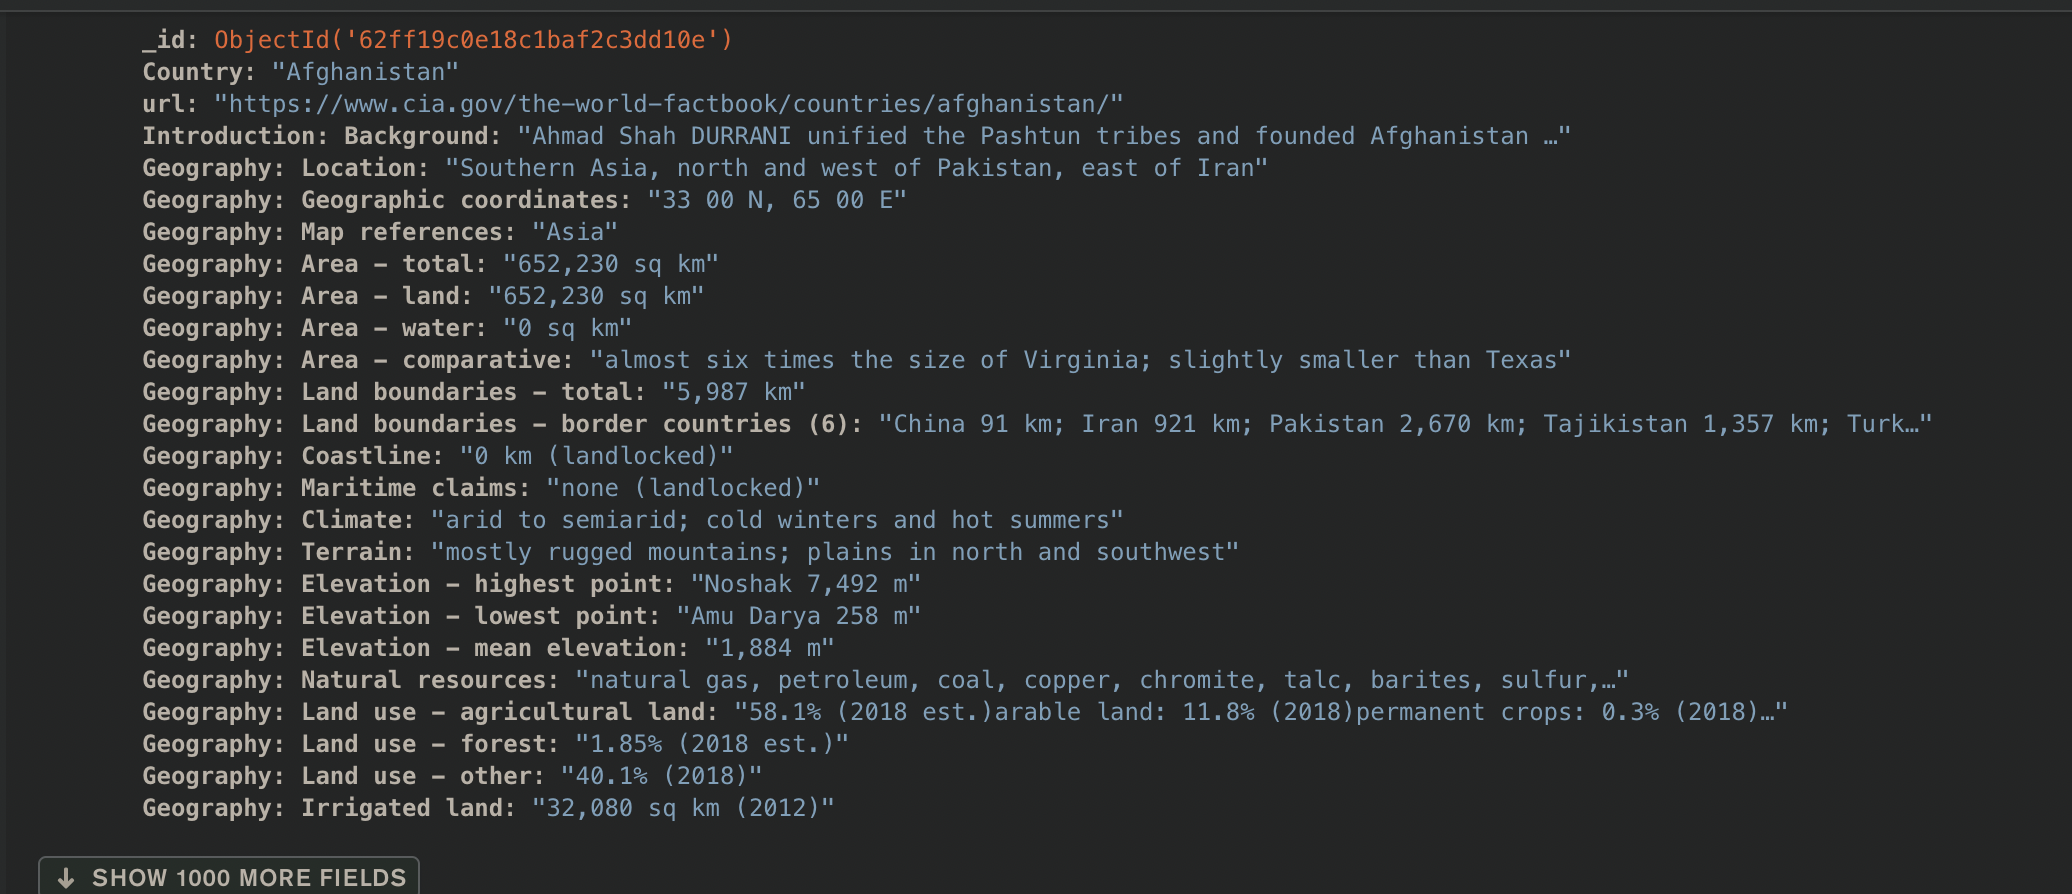 _id: ObjectId('62ff19c0e18c1baf2c3dd10e')
Country: "Afghanistan"
url: "https://www.cia.gov/the-world-factbook/countries/afghanistan/"
Introduction: Background: "Ahmad Shah DURRANI unified the Pashtun tribes and founded Afghanistan …"
Geography: Location: "Southern Asia, north and west of Pakistan, east of Iran"
Geography: Geographic coordinates: "33 00 N, 65 00 E"
Geography: Map references: "Asia"
Geography: Area - total: "652,230 sq km"
Geography: Area - land: "652,230 sq km"
Geography: Area - water: "0 sq km"
Geography: Area - comparative: "almost six times the size of Virginia; slightly smaller than Texas"
Geography: Land boundaries - total: "5,987 km"
Geography: Land boundaries - border countries (6): "China 91 km; Iran 921 km; Pakistan 2,670 km; Tajikistan 1,357 km; Turk…"
Geography: Coastline: "0 km (landlocked)"
Geography: Maritime claims: "none (landlocked)"
Geography: Climate: "arid to semiarid; cold winters and hot summers"
Geography: Terrain: "mostly rugged mountains; plains in north and southwest"
Geography: Elevation - highest point: "Noshak 7,492 m"
Geography: Elevation - lowest point: "Amu Darya 258 m"
Geography: Elevation - mean elevation: "1,884 m"
Geography: Natural resources: "natural gas, petroleum, coal, copper, chromite, talc, barites, sulfur,…"
Geography: Land use - agricultural land: "58.1% (2018 est.)arable land: 11.8% (2018)permanent crops: 0.3% (2018)…"
Geography: Land use - forest: "1.85% (2018 est.)"
Geography: Land use - other: "40.1% (2018)"
Geography: Irrigated land: "32,080 sq km (2012)"
SHOW 1000 MORE FIELDS